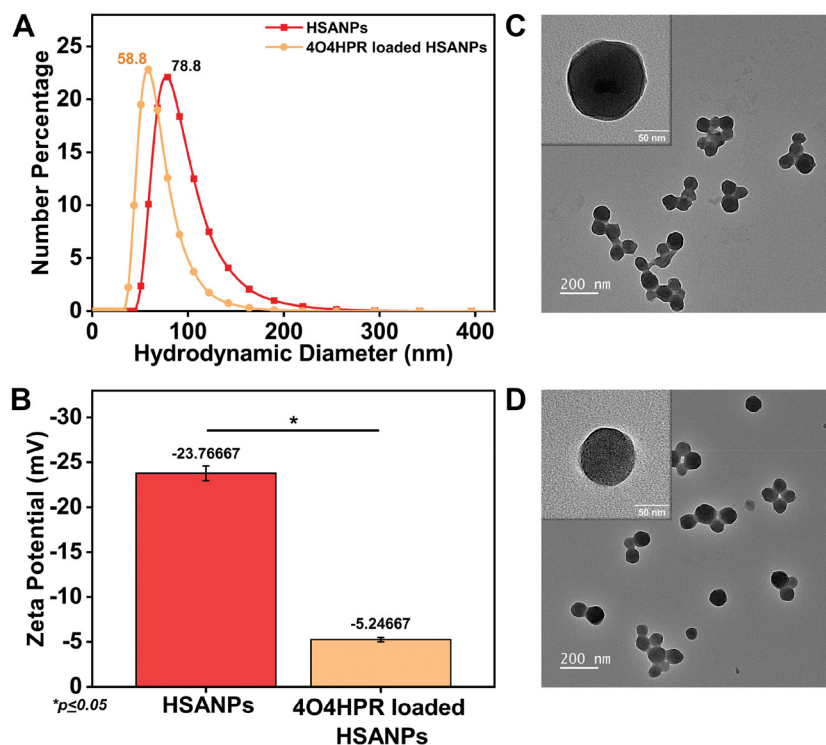 A
HSANPs
4O4HPR loaded HSANPs
58.8
78.8
25
20
15
10
5
0
Number Percentage
0 100 200 300 400
Hydrodynamic Diameter (nm)
B
-30
-25
-20
-15
-10
-5
0
Zeta Potential (mV)
*
-23.76667
-5.24667
*p≤0.05
HSANPs
4O4HPR loaded
HSANPs
C
50 nm
200 nm
D
50 nm
200 nm